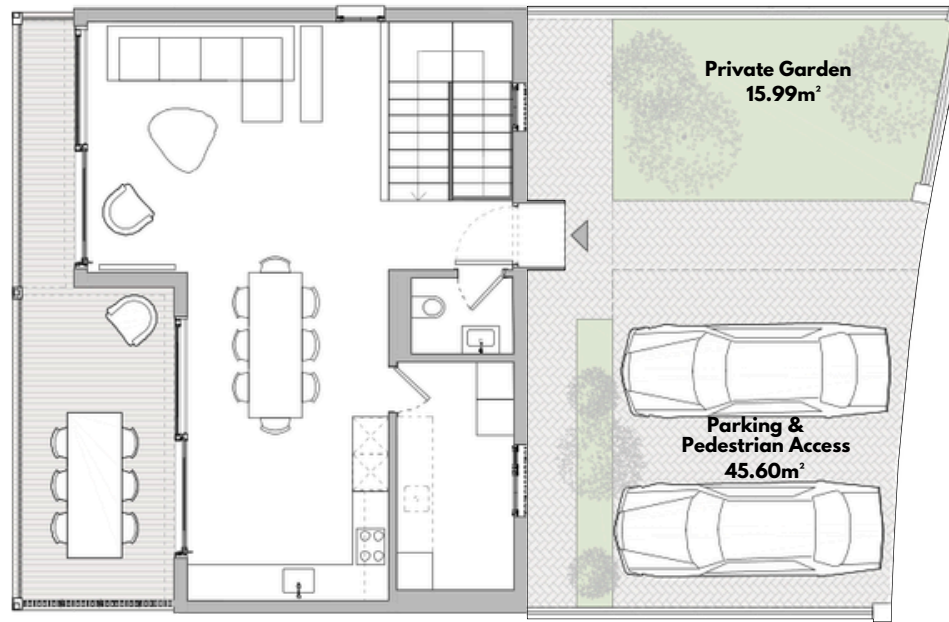 Private Garden
15.99m²
Parking &
Pedestrian Access
45.60m²